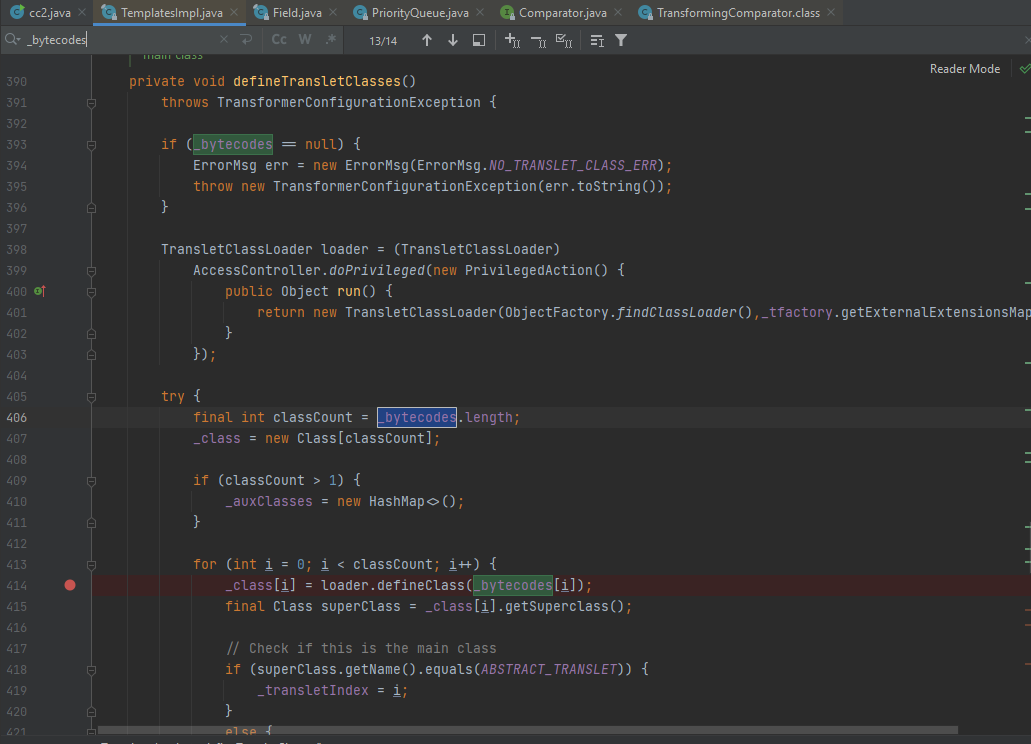 cc2.java TemplatesImpl.java Field.java PriorityQueue.java Comparator.java TransformingComparator.class
_bytecodes Cc W .* 13/14
main class
Reader Mode
390 private void defineTransletClasses()
391 throws TransformerConfigurationException {
392
393 if (_bytecodes == null) {
394 ErrorMsg err = new ErrorMsg(ErrorMsg.NO_TRANSLET_CLASS_ERR);
395 throw new TransformerConfigurationException(err.toString());
396 }
397
398 TransletClassLoader loader = (TransletClassLoader)
399 AccessController.doPrivileged(new PrivilegedAction() {
400 public Object run() {
401 return new TransletClassLoader(ObjectFactory.findClassLoader(),_tfactory.getExternalExtensionsMap
402 }
403 });
404
405 try {
406 final int classCount = _bytecodes.length;
407 _class = new Class[classCount];
408
409 if (classCount > 1) {
410 _auxClasses = new HashMap<>();
411 }
412
413 for (int i = 0; i < classCount; i++) {
414 _class[i] = loader.defineClass(_bytecodes[i]);
415 final Class superClass = _class[i].getSuperclass();
416
417 // Check if this is the main class
418 if (superClass.getName().equals(ABSTRACT_TRANSLET)) {
419 _transletIndex = i;
420 }
421 else {